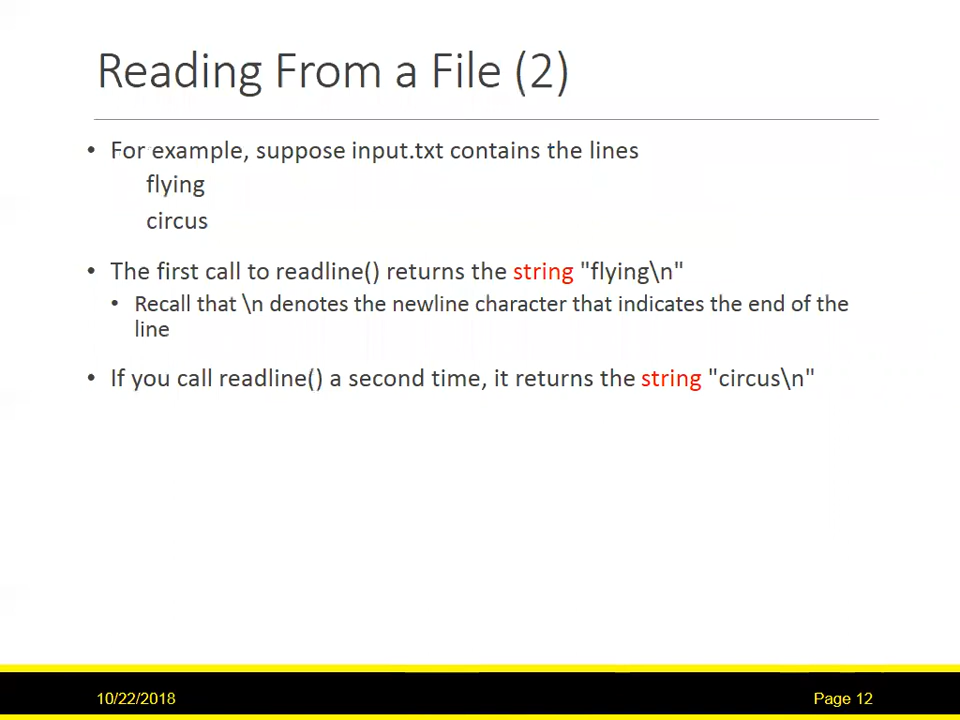 Reading From a File (2)
• For example, suppose input.txt contains the lines
flying
circus
• The first call to readline() returns the string "flying\n"
• Recall that \n denotes the newline character that indicates the end of the
line
• If you call readline() a second time, it returns the string "circus\n"
10/22/2018
Page 12